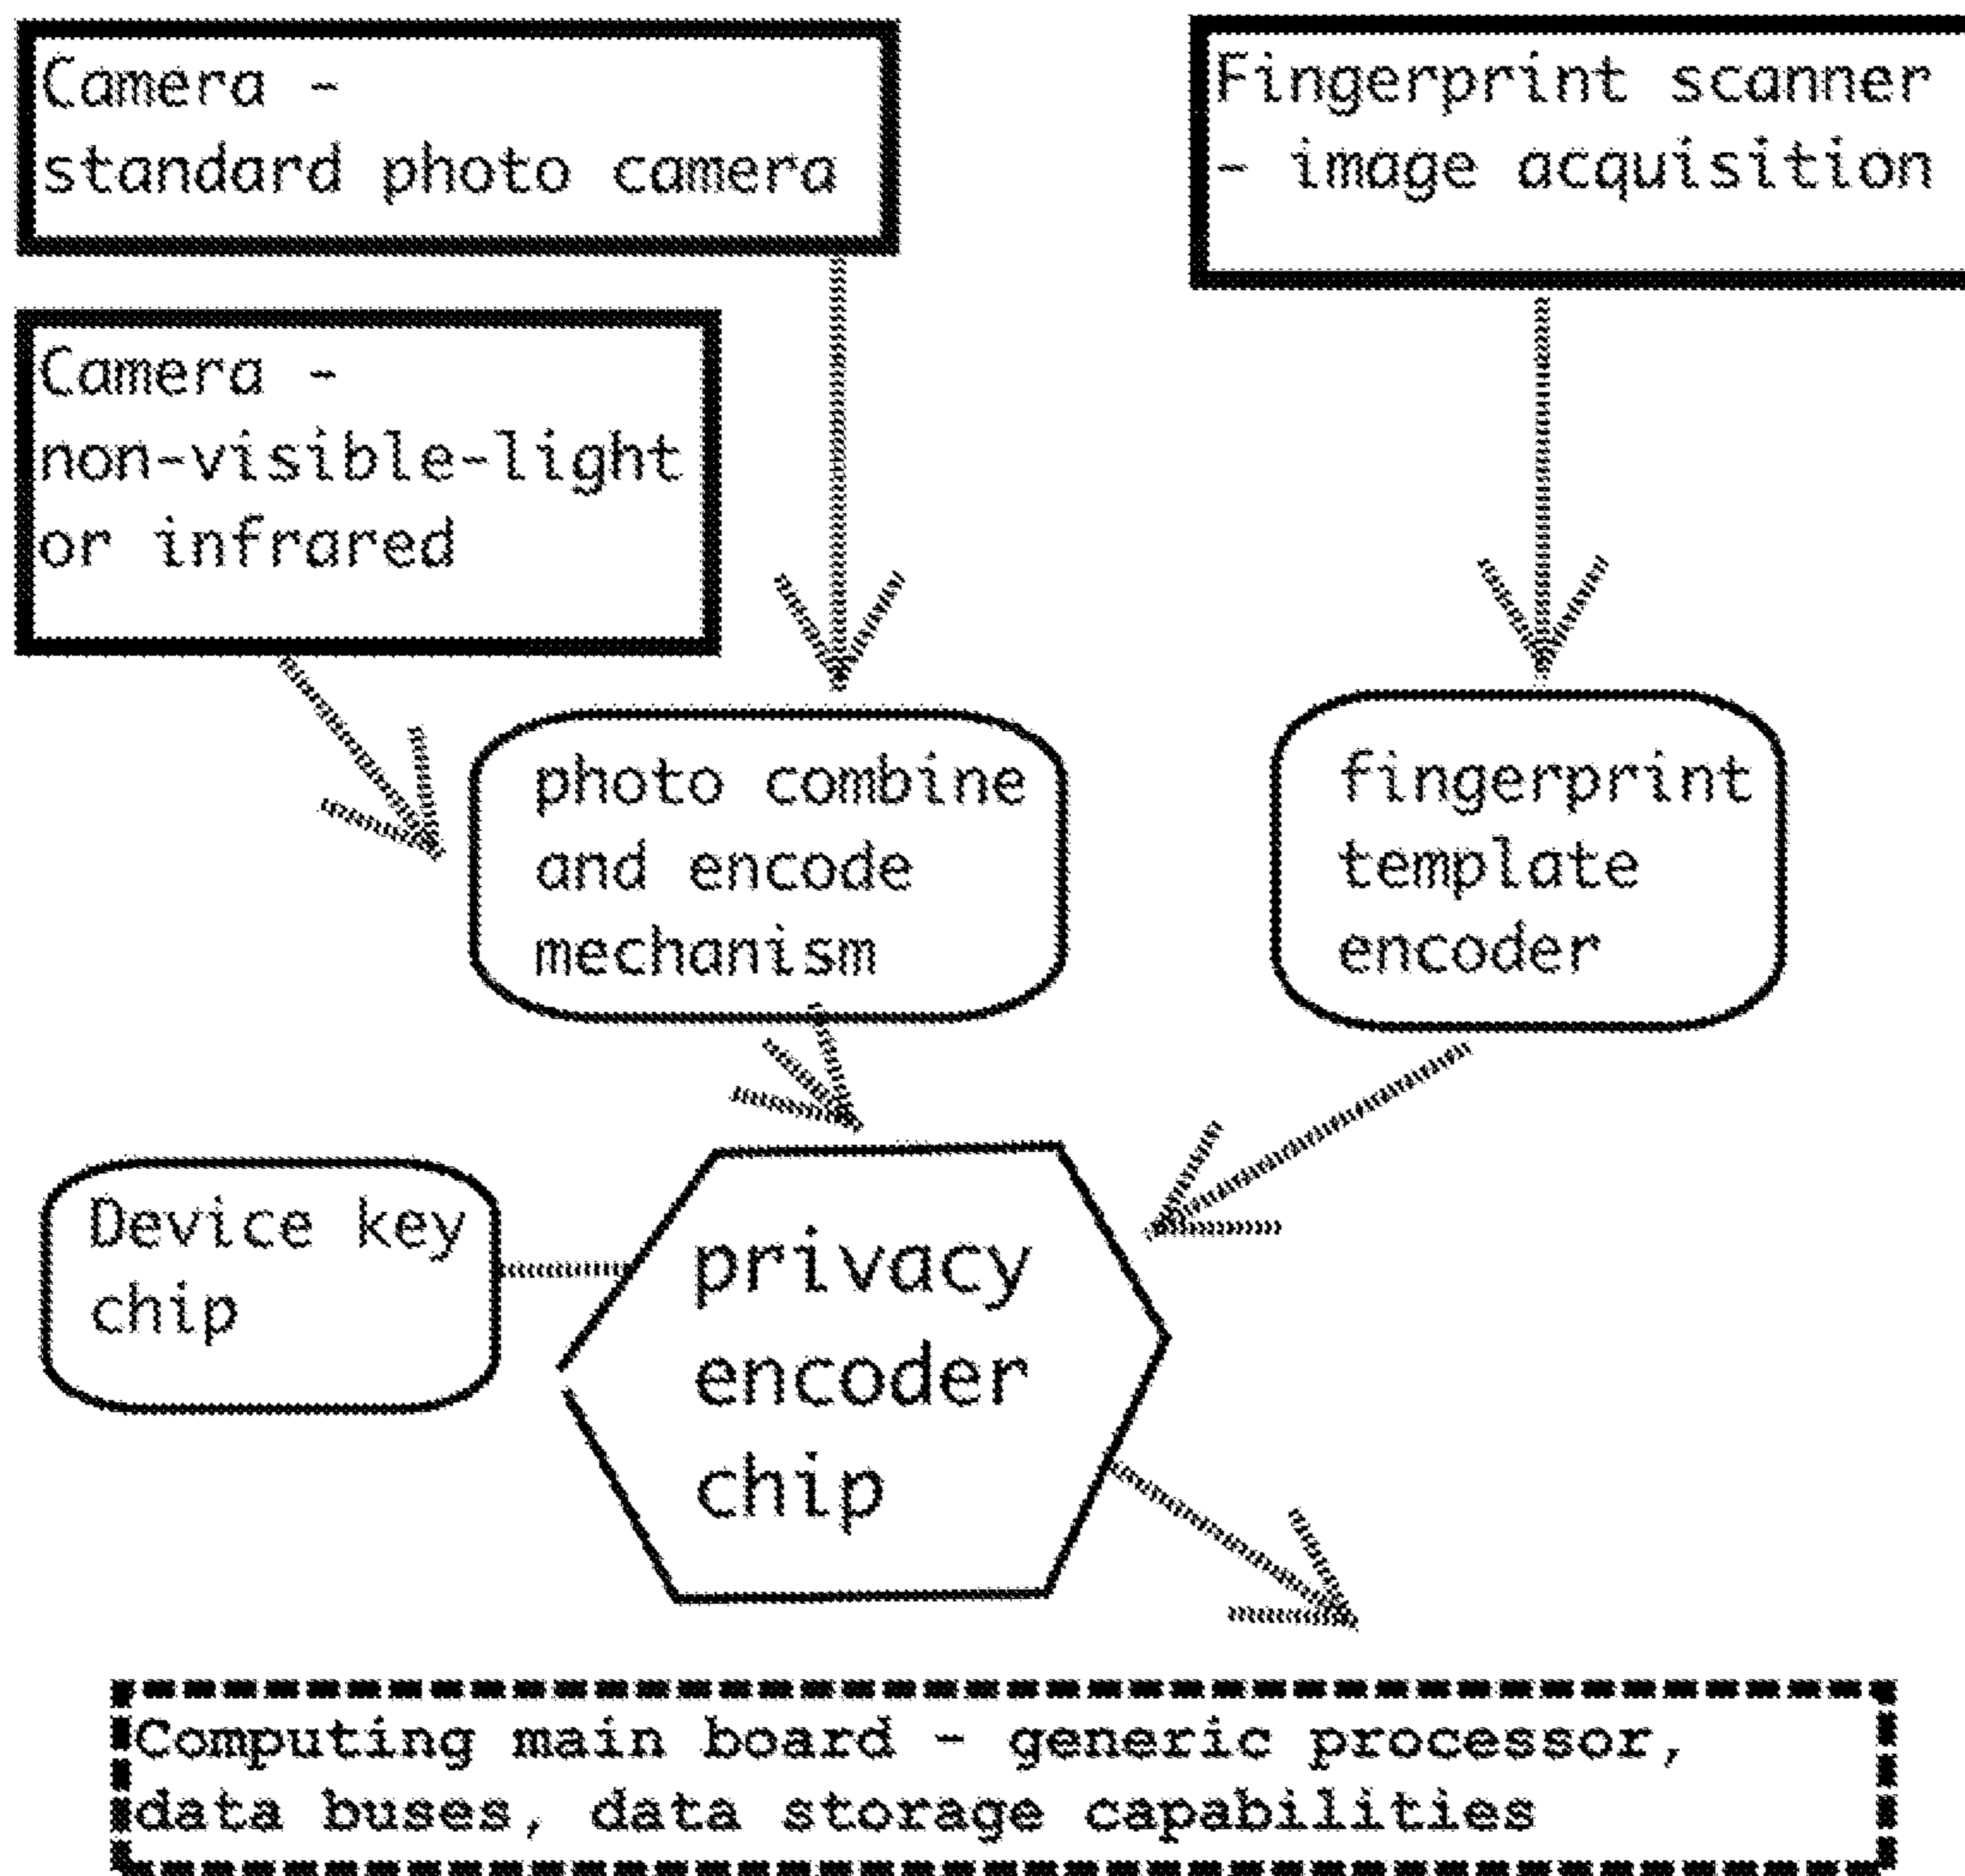 Camera -
standard photo camera
Fingerprint scanner
- image acquisition
Camera -
non-visible-light
or infrared
photo combine
and encode
mechanism
fingerprint
template
encoder
Device key
chip
privacy
encoder
chip
Computing main board - generic processor,
data buses, data storage capabilities